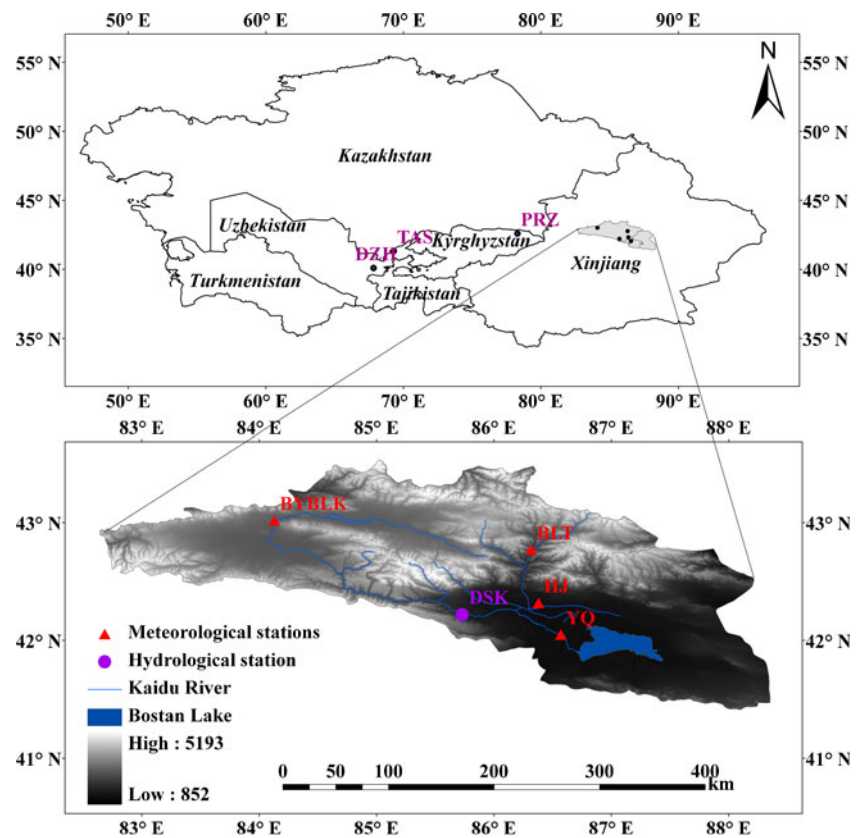 50° E 60° E 70° E 80° E 90° E
N
55° N 55° N
50° N 50° N
Kazakhstan
45° N 45° N
Uzbekistan TAS Kyrghyzstan PRZ
DZH
40° N 40° N
Xinjiang
Turkmenistan Tajikistan
35° N 35° N
50° E 60° E 70° E 80° E 90° E
83° E 84° E 85° E 86° E 87° E 88° E
BYBLK
43° N 43° N
BLT
HJ
DSK
YQ
42° N 42° N
Meteorological stations
Hydrological station
Kaidu River
Bostan Lake
High : 5193
41° N 41° N
Low : 852
0 50 100 200 300 400
km
83° E 84° E 85° E 86° E 87° E 88° E